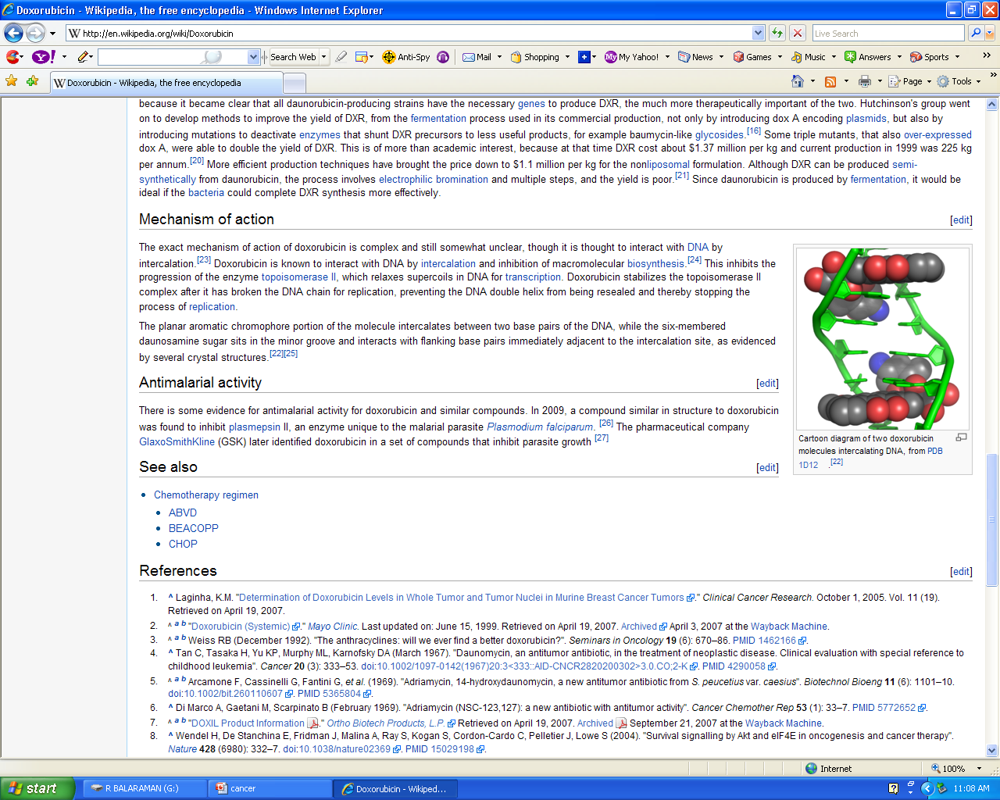 Doxorubicin - Wikipedia, the free encyclopedia - Windows Internet Explorer
http://en.wikipedia.org/wiki/Doxorubicin
Live Search
Search Web
Anti-Spy
Mail
Shopping
My Yahoo!
News
Games
Music
Answers
Sports
Doxorubicin - Wikipedia, the free encyclopedia
Page
Tools
because it became clear that all daunorubicin-producing strains have the necessary genes to produce DXR, the much more therapeutically important of the two. Hutchinson's group went
on to develop methods to improve the yield of DXR, from the fermentation process used in its commercial production, not only by introducing dox A encoding plasmids, but also by
introducing mutations to deactivate enzymes that shunt DXR precursors to less useful products, for example baumycin-like glycosides.[16] Some triple mutants, that also over-expressed
dox A, were able to double the yield of DXR. This is of more than academic interest, because at that time DXR cost about $1.37 million per kg and current production in 1999 was 225 kg
per annum.[20] More efficient production techniques have brought the price down to $1.1 million per kg for the nonliposomal formulation. Although DXR can be produced semi-
synthetically from daunorubicin, the process involves electrophilic bromination and multiple steps, and the yield is poor.[21] Since daunorubicin is produced by fermentation, it would be
ideal if the bacteria could complete DXR synthesis more effectively.
Mechanism of action [edit]
The exact mechanism of action of doxorubicin is complex and still somewhat unclear, though it is thought to interact with DNA by
intercalation.[23] Doxorubicin is known to interact with DNA by intercalation and inhibition of macromolecular biosynthesis.[24] This inhibits the
progression of the enzyme topoisomerase II, which relaxes supercoils in DNA for transcription. Doxorubicin stabilizes the topoisomerase II
complex after it has broken the DNA chain for replication, preventing the DNA double helix from being resealed and thereby stopping the
process of replication.
The planar aromatic chromophore portion of the molecule intercalates between two base pairs of the DNA, while the six-membered
daunosamine sugar sits in the minor groove and interacts with flanking base pairs immediately adjacent to the intercalation site, as evidenced
by several crystal structures.[22][25]
Cartoon diagram of two doxorubicin
molecules intercalating DNA, from PDB
1D12 .[22]
Antimalarial activity [edit]
There is some evidence for antimalarial activity for doxorubicin and similar compounds. In 2009, a compound similar in structure to doxorubicin
was found to inhibit plasmepsin II, an enzyme unique to the malarial parasite Plasmodium falciparum. [26] The pharmaceutical company
GlaxoSmithKline (GSK) later identified doxorubicin in a set of compounds that inhibit parasite growth [27]
See also [edit]
• Chemotherapy regimen
• ABVD
• BEACOPP
• CHOP
References [edit]
1. ^ Laginha, K.M. "Determination of Doxorubicin Levels in Whole Tumor and Tumor Nuclei in Murine Breast Cancer Tumors." Clinical Cancer Research. October 1, 2005. Vol. 11 (19).
Retrieved on April 19, 2007.
2. ^ a b "Doxorubicin (Systemic)." Mayo Clinic. Last updated on: June 15, 1999. Retrieved on April 19, 2007. Archived April 3, 2007 at the Wayback Machine.
3. ^ a b Weiss RB (December 1992). "The anthracyclines: will we ever find a better doxorubicin?". Seminars in Oncology 19 (6): 670–86. PMID 1462166.
4. ^ Tan C, Tasaka H, Yu KP, Murphy ML, Karnofsky DA (March 1967). "Daunomycin, an antitumor antibiotic, in the treatment of neoplastic disease. Clinical evaluation with special reference to
childhood leukemia". Cancer 20 (3): 333–53. doi:10.1002/1097-0142(1967)20:3<333::AID-CNCR2820200302>3.0.CO;2-K. PMID 4290058.
5. ^ a b Arcamone F, Cassinelli G, Fantini G, et al. (1969). "Adriamycin, 14-hydroxydaunomycin, a new antitumor antibiotic from S. peucetius var. caesius". Biotechnol Bioeng 11 (6): 1101–10.
doi:10.1002/bit.260110607. PMID 5365804.
6. ^ Di Marco A, Gaetani M, Scarpinato B (February 1969). "Adriamycin (NSC-123,127): a new antibiotic with antitumor activity". Cancer Chemother Rep 53 (1): 33–7. PMID 5772652.
7. ^ a b "DOXIL Product Information." Ortho Biotech Products, L.P. Retrieved on April 19, 2007. Archived September 21, 2007 at the Wayback Machine.
8. ^ Wendel H, De Stanchina E, Fridman J, Malina A, Ray S, Kogan S, Cordon-Cardo C, Pelletier J, Lowe S (2004). "Survival signalling by Akt and eIF4E in oncogenesis and cancer therapy".
Nature 428 (6980): 332–7. doi:10.1038/nature02369. PMID 15029198.
Internet
100%
start
R BALARAMAN (G:)
cancer
Doxorubicin - Wikiped...
11:08 AM